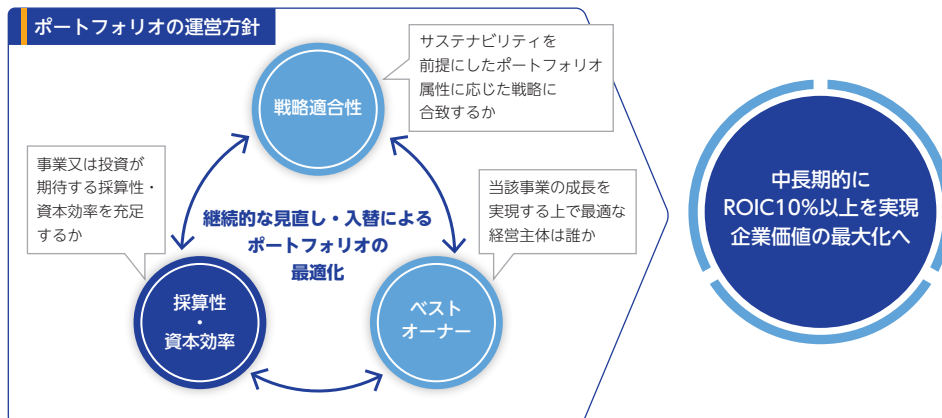 ポートフォリオの運営方針
戦略適合性
サステナビリティを
前提にしたポートフォリオ
属性に応じた戦略に
合致するか
事業又は投資が
期待する採算性・
資本効率を充足
するか
継続的な見直し・入替による
ポートフォリオの
最適化
当該事業の成長を
実現する上で最適な
経営主体は誰か
採算性
・
資本効率
ベスト
オーナー
中長期的に
ROIC10%以上を実現
企業価値の最大化へ